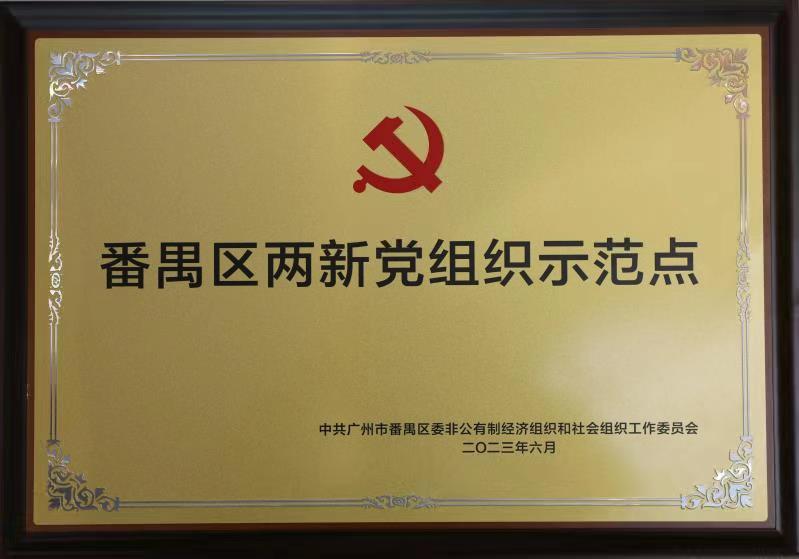 番禺区两新党组织示范点
中共广州市番禺区委非公有制经济组织和社会组织工作委员会
二〇二三年六月